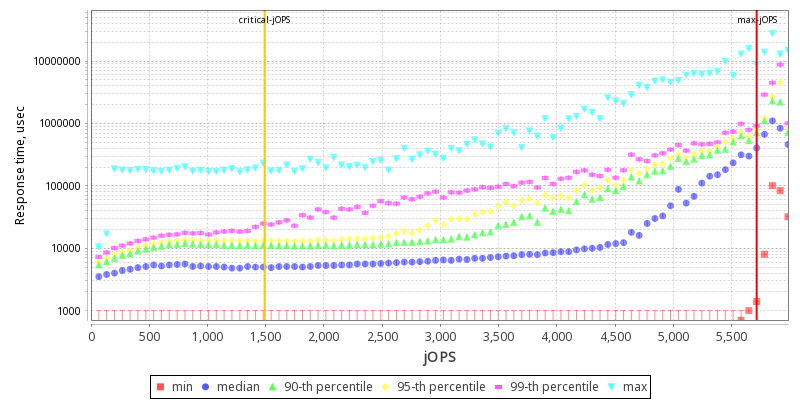 critical-jOPS
max-jOPS
Response time, usec
10000000
1000000
100000
10000
1000
0
500
1,000
1,500
2,000
2,500
3,000
3,500
4,000
4,500
5,000
5,500
jOPS
min
median
90-th percentile
95-th percentile
99-th percentile
max